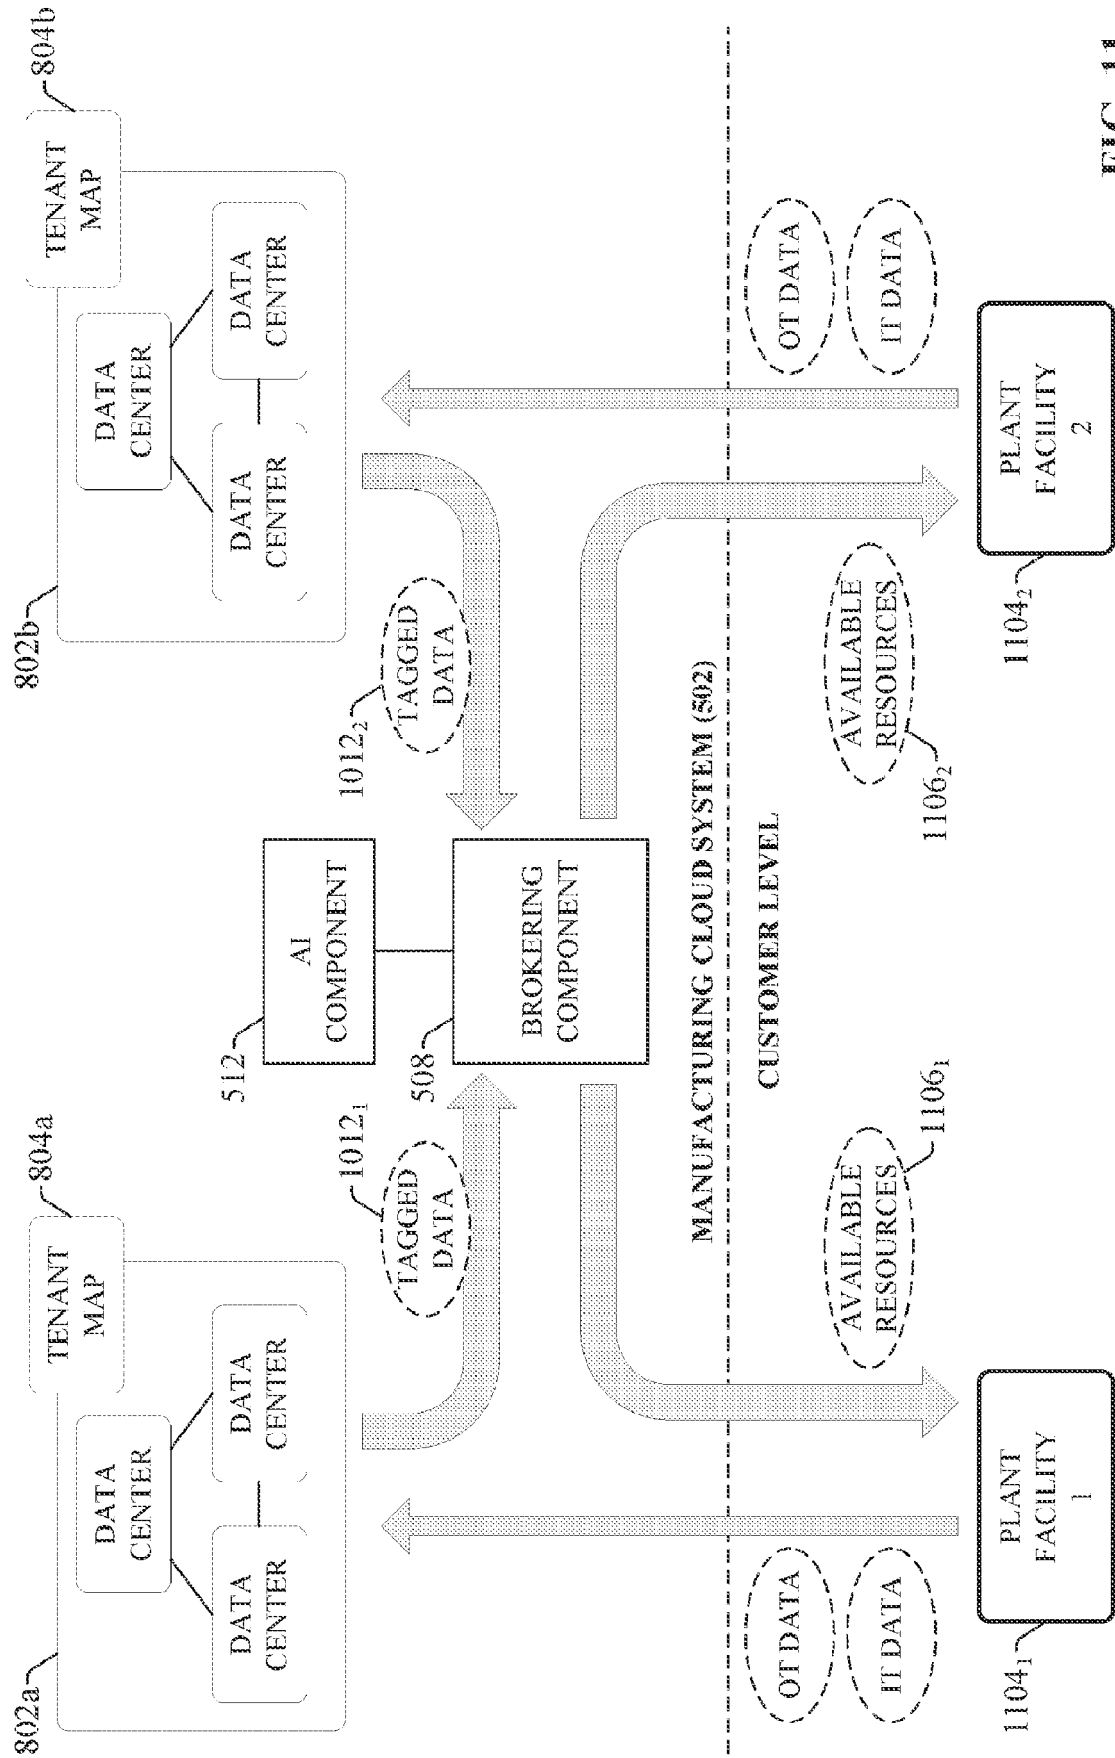 802a
804a
TENANT
MAP
DATA
CENTER
DATA
CENTER
DATA
CENTER
802b
804b
TENANT
MAP
DATA
CENTER
DATA
CENTER
DATA
CENTER
512
AI
COMPONENT
1012₁
TAGGED
DATA
1012₂
TAGGED
DATA
508
BROKERING
COMPONENT
MANUFACTURING CLOUD SYSTEM (502)
CUSTOMER LEVEL
OT DATA
IT DATA
AVAILABLE
RESOURCES
1106₁
AVAILABLE
RESOURCES
1106₂
OT DATA
IT DATA
1104₁
PLANT
FACILITY
1
1104₂
PLANT
FACILITY
2